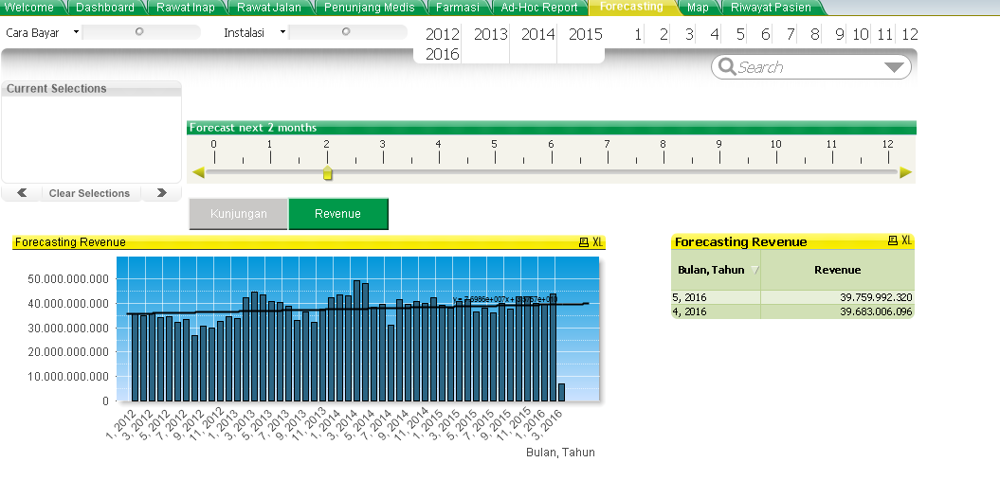 Welcome Dashboard Rawat Inap Rawat Jalan Penunjang Medis Farmasi Ad-Hoc Report Forecasting Map Riwayat Pasien
Cara Bayar Instalasi 2012 2013 2014 2015 1 2 3 4 5 6 7 8 9 10 11 12
2016
Search
Current Selections
Clear Selections
Forecast next 2 months
0 1 2 3 4 5 6 7 8 9 10 11 12
Kunjungan Revenue
Forecasting Revenue XL
50.000.000.000
40.000.000.000
30.000.000.000
20.000.000.000
10.000.000.000
0
1, 2012 3, 2012 5, 2012 7, 2012 9, 2012 11, 2012 1, 2013 3, 2013 5, 2013 7, 2013 9, 2013 11, 2013 1, 2014 3, 2014 5, 2014 7, 2014 9, 2014 11, 2014 1, 2015 3, 2015 5, 2015 7, 2015 9, 2015 11, 2015 1, 2016 3, 2016
Bulan, Tahun
Forecasting Revenue XL
Bulan, Tahun Revenue
5, 2016 39.759.992.320
4, 2016 39.683.006.096